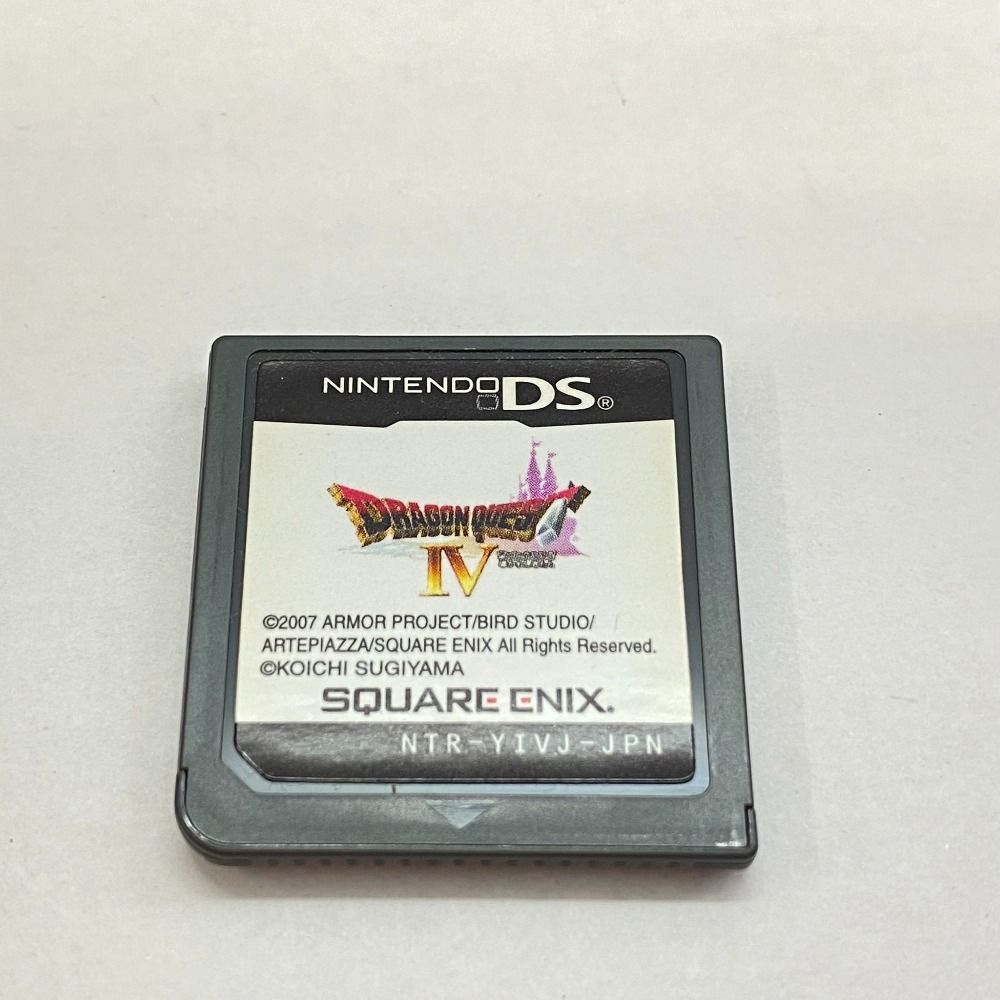 NINTENDO DS®
DRAGON QUEST
IV
©2007 ARMOR PROJECT/BIRD STUDIO/
ARTEPIAZZA/SQUARE ENIX All Rights Reserved.
©KOICHI SUGIYAMA
SQUARE ENIX.
NTR-YIVJ-JPN